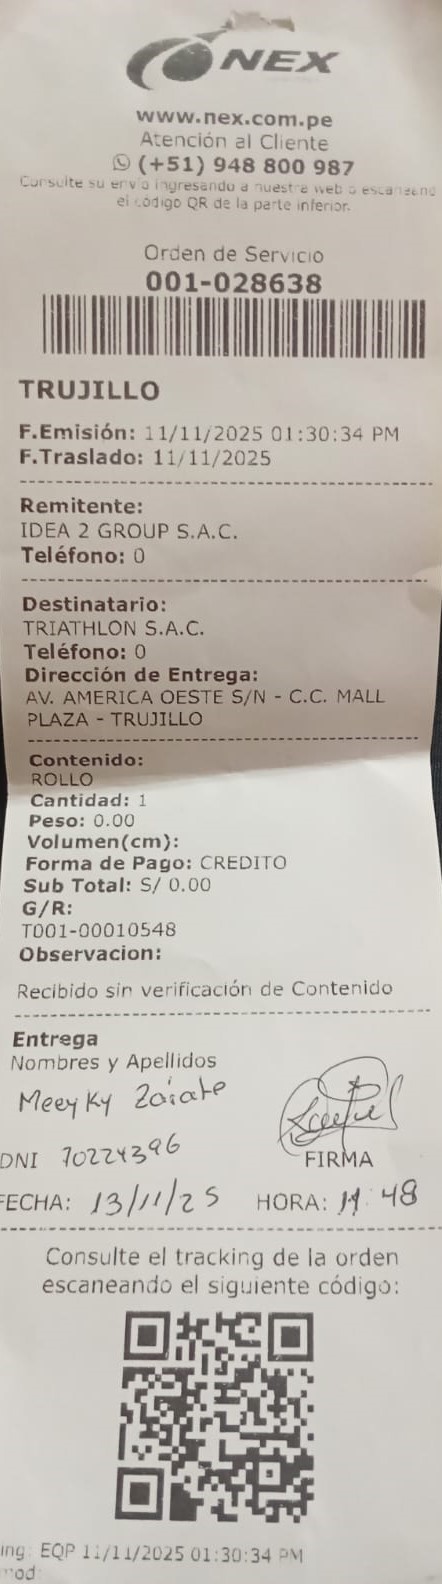 NEX
www.nex.com.pe
Atención al Cliente
(+51) 948 800 987
Consulte su envío ingresando a nuestra web o escaneando
el código QR de la parte inferior.
Orden de Servicio
001-028638
TRUJILLO
F.Emisión: 11/11/2025 01:30:34 PM
F.Traslado: 11/11/2025
Remitente:
IDEA 2 GROUP S.A.C.
Teléfono: 0
Destinatario:
TRIATHLON S.A.C.
Teléfono: 0
Dirección de Entrega:
AV. AMERICA OESTE S/N - C.C. MALL
PLAZA - TRUJILLO
Contenido:
ROLLO
Cantidad: 1
Peso: 0.00
Volumen(cm):
Forma de Pago: CREDITO
Sub Total: S/ 0.00
G/R:
T001-00010548
Observacion:
Recibido sin verificación de Contenido
Entrega
Nombres y Apellidos
Meeyky Zárate
DNI 70224396
FIRMA
FECHA: 13/11/25 HORA: 11:48
Consulte el tracking de la orden
escaneando el siguiente código:
ing: EQP 11/11/2025 01:30:34 PM
mod: